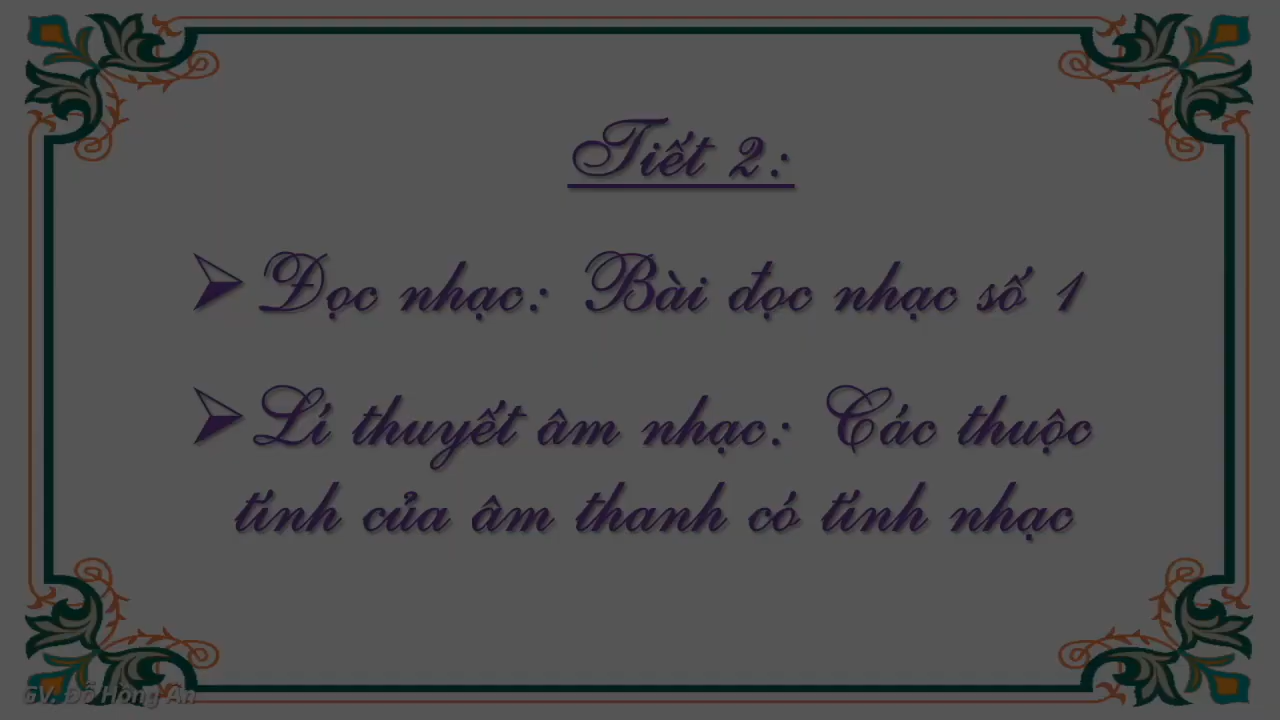 Tiết 2:
Đọc nhạc: Bài đọc nhạc số 1
Lí thuyết âm nhạc: Các thuộc
tính của âm thanh có tính nhạc
GV. Đỗ Hồng An